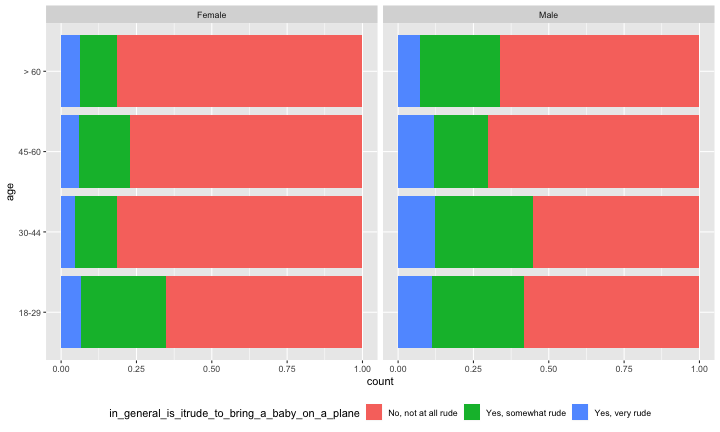 Female
Male
> 60
45-60
30-44
18-29
age
0.00 0.25 0.50 0.75 1.00
0.00 0.25 0.50 0.75 1.00
count
in_general_is_itrude_to_bring_a_baby_on_a_plane No, not at all rude Yes, somewhat rude Yes, very rude